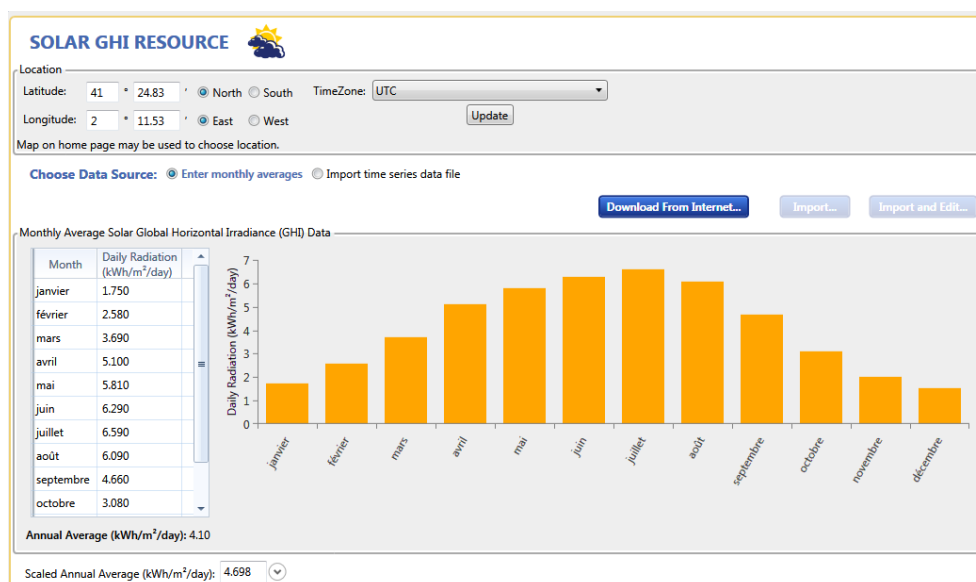 SOLAR GHI RESOURCE
Location
Latitude: 41 ° 24.83 ' North South TimeZone: UTC
Longitude: 2 ° 11.53 ' East West Update
Map on home page may be used to choose location.
Choose Data Source: Enter monthly averages Import time series data file
Download From Internet... Import... Import and Edit...
Monthly Average Solar Global Horizontal Irradiance (GHI) Data
Month Daily Radiation (kWh/m²/day)
janvier 1.750
février 2.580
mars 3.690
avril 5.100
mai 5.810
juin 6.290
juillet 6.590
août 6.090
septembre 4.660
octobre 3.080
Daily Radiation (kWh/m²/day)
7
6
5
4
3
2
1
0
janvier février mars avril mai juin juillet août septembre octobre novembre décembre
Annual Average (kWh/m²/day): 4.10
Scaled Annual Average (kWh/m²/day): 4.698